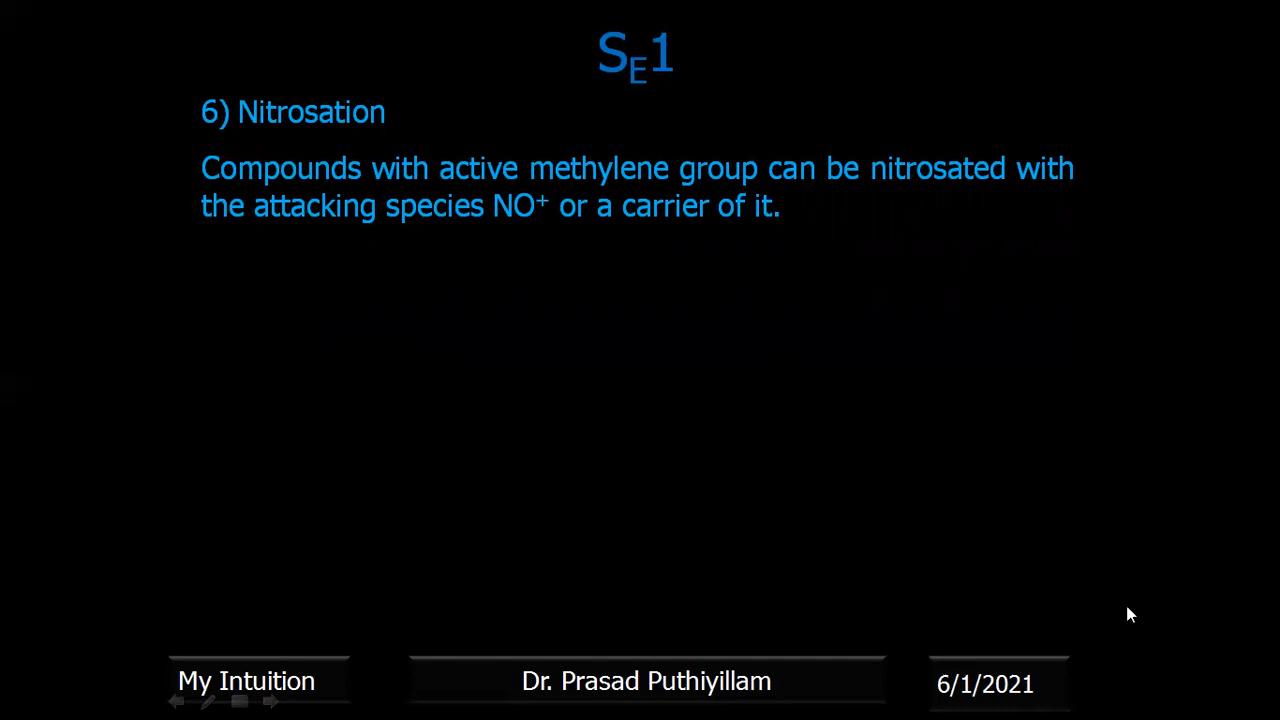 S_E1
6) Nitrosation
Compounds with active methylene group can be nitrosated with
the attacking species NO⁺ or a carrier of it.
My Intuition
Dr. Prasad Puthiyillam
6/1/2021